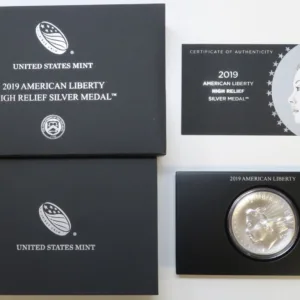 UNITED STATES MINT
2019 AMERICAN LIBERTY
HIGH RELIEF SILVER MEDAL™
CERTIFICATE OF AUTHENTICITY
2019
AMERICAN LIBERTY
HIGH RELIEF
SILVER MEDAL™
UNITED STATES MINT
2019 AMERICAN LIBERTY